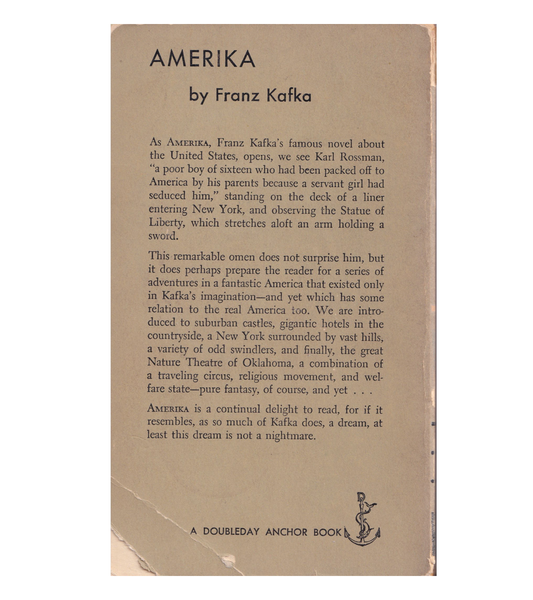 AMERIKA
by Franz Kafka
As AMERIKA, Franz Kafka's famous novel about
the United States, opens, we see Karl Rossman,
"a poor boy of sixteen who had been packed off to
America by his parents because a servant girl had
seduced him," standing on the deck of a liner
entering New York, and observing the Statue of
Liberty, which stretches aloft an arm holding a
sword.
This remarkable omen does not surprise him, but
it does perhaps prepare the reader for a series of
adventures in a fantastic America that existed only
in Kafka's imagination—and yet which has some
relation to the real America too. We are intro-
duced to suburban castles, gigantic hotels in the
countryside, a New York surrounded by vast hills,
a variety of odd swindlers, and finally, the great
Nature Theatre of Oklahoma, a combination of
a traveling circus, religious movement, and wel-
fare state—pure fantasy, of course, and yet . . .
AMERIKA is a continual delight to read, for if it
resembles, as so much of Kafka does, a dream, at
least this dream is not a nightmare.
A DOUBLEDAY ANCHOR BOOK